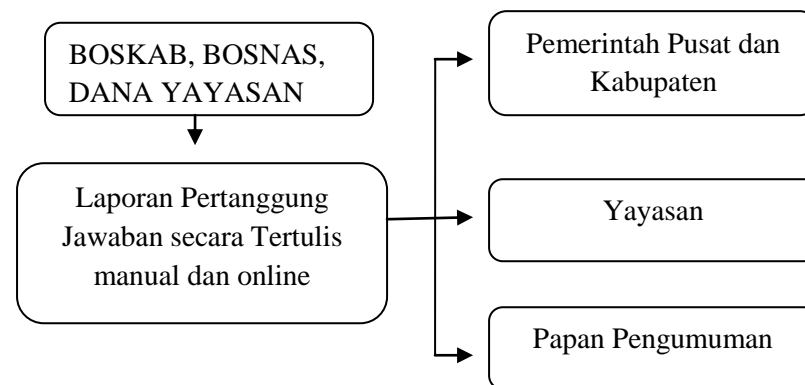 BOSKAB, BOSNAS,
DANA YAYASAN
Laporan Pertanggung
Jawaban secara Tertulis
manual dan online
Pemerintah Pusat dan
Kabupaten
Yayasan
Papan Pengumuman